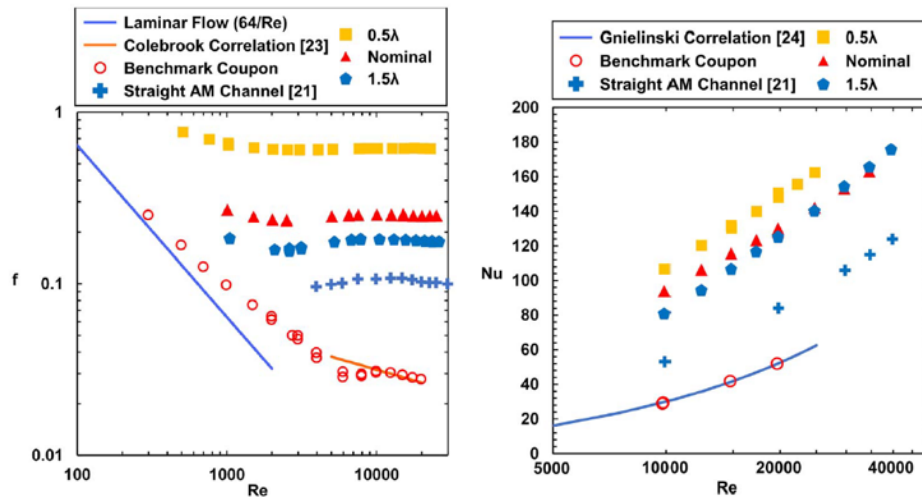 Laminar Flow (64/Re)
Colebrook Correlation [23]
Benchmark Coupon
Straight AM Channel [21]
0.5λ
Nominal
1.5λ
1
0.1
0.01
f
100
1000
10000
Re
Gnielinski Correlation [24]
Benchmark Coupon
Straight AM Channel [21]
0.5λ
Nominal
1.5λ
200
180
160
140
120
100
80
60
40
20
0
Nu
5000
10000
20000
40000
Re